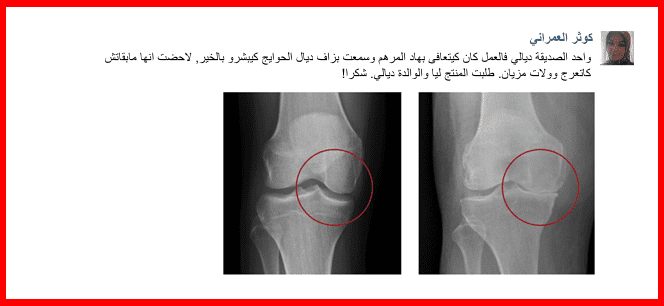 كوثر العمراني
واحد الصديقة ديالي فالعمل كان كيتعافى بهاد المرهم وسمعت بزاف ديال الحوايج كيبشرو بالخير, لاحضت انها مابقاتش
كاتعرج وولات مزيان. طلبت المنتج ليا والوالدة ديالي. شكرا!